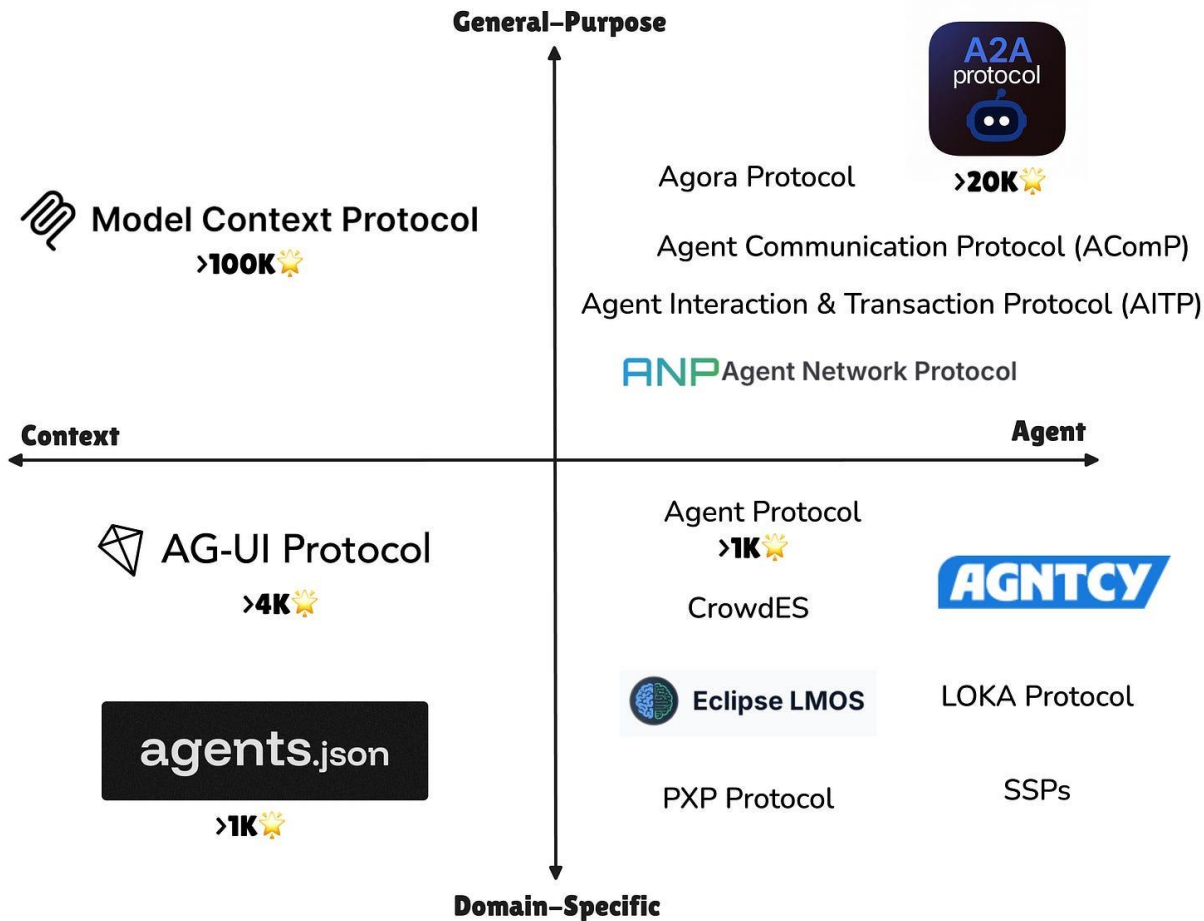 General-Purpose
A2A
protocol
>20K🌟
Agora Protocol
Model Context Protocol
>100K🌟
Agent Communication Protocol (AComP)
Agent Interaction & Transaction Protocol (AITP)
ANP Agent Network Protocol
Context
Agent
Agent Protocol
>1K🌟
AG-UI Protocol
>4K🌟
AGNTCY
CrowdES
Eclipse LMOS
LOKA Protocol
agents.json
>1K🌟
PXP Protocol
SSPs
Domain-Specific